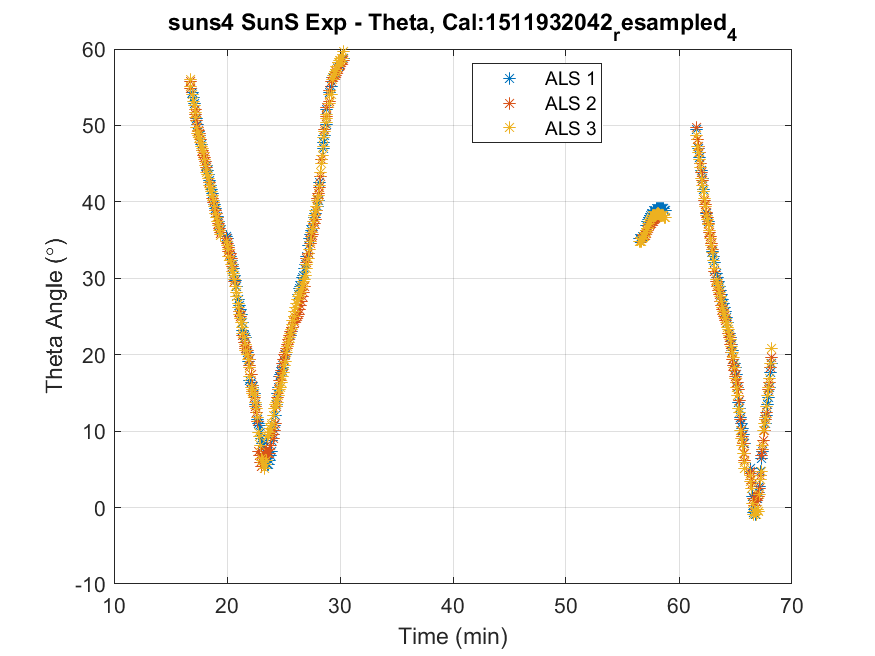 suns4 SunS Exp - Theta, Cal:1511932042resampled4
60
50
40
30
20
10
0
-10
Theta Angle (°)
ALS 1
ALS 2
ALS 3
10 20 30 40 50 60 70
Time (min)